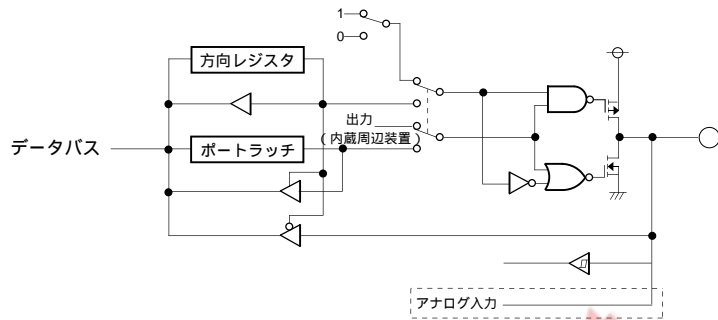 1
0
方向レジスタ
出力
(内蔵周辺装置)
データバス
ポートラッチ
アナログ入力